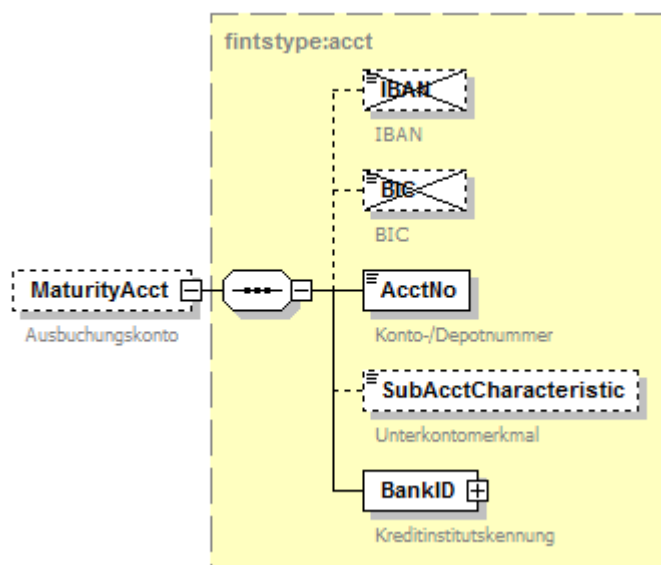 fintstype:acct
IBAN
IBAN
BIC
BIC
MaturityAcct
Ausbuchungskonto
AcctNo
Konto-/Depotnummer
SubAcctCharacteristic
Unterkontomerkmal
BankID
Kreditinstitutskennung